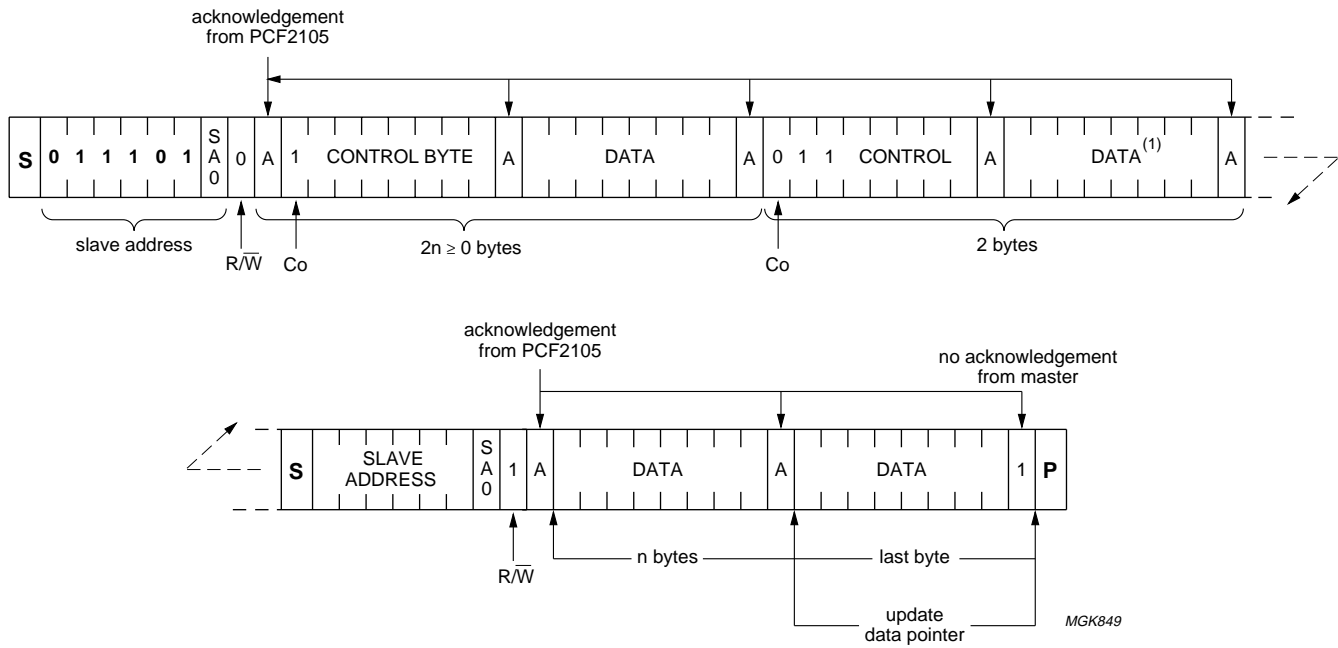 acknowledgement
from PCF2105
S 0 1 1 1 0 1 SA0 0 A 1 CONTROL BYTE A DATA A 0 1 1 CONTROL A DATA(1) A
slave address
2n ≥ 0 bytes
2 bytes
R/W̅
Co
Co
acknowledgement
from PCF2105
no acknowledgement
from master
S SLAVE
ADDRESS SA0 1 A DATA A DATA 1 P
n bytes
last byte
R/W̅
update
data pointer
MGK849